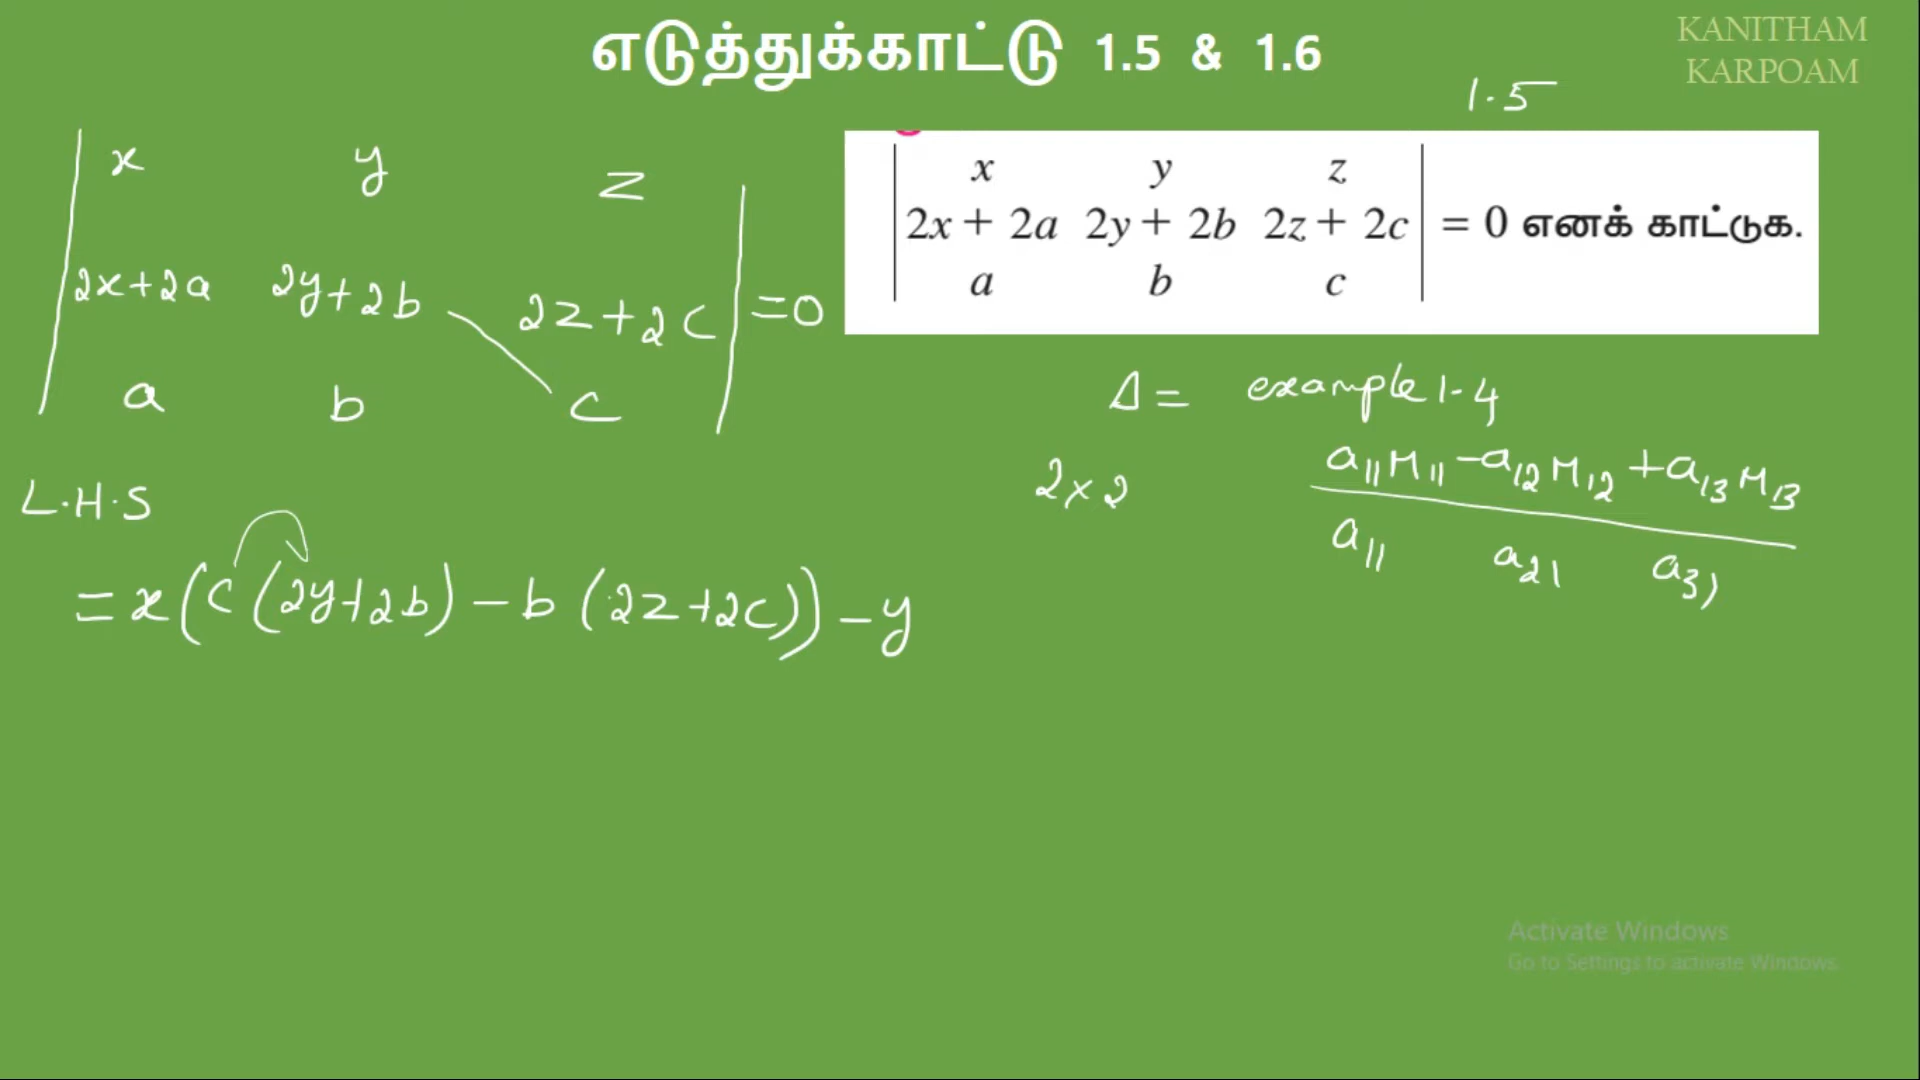 எடுத்துக்காட்டு 1.5 & 1.6
KANITHAM
KARPOAM
1.5
x y z
2x+2a 2y+2b 2z+2c =0
a b c
x y z
2x + 2a 2y + 2b 2z + 2c = 0 எனக் காட்டுக.
a b c
Δ = example 1.4
2×2
a11 M11 - a12 M12 + a13 M13
a11 a21 a31
L.H.S
= x(c(2y+2b) - b(2z+2c)) - y
Activate Windows
Go to Settings to activate Windows.